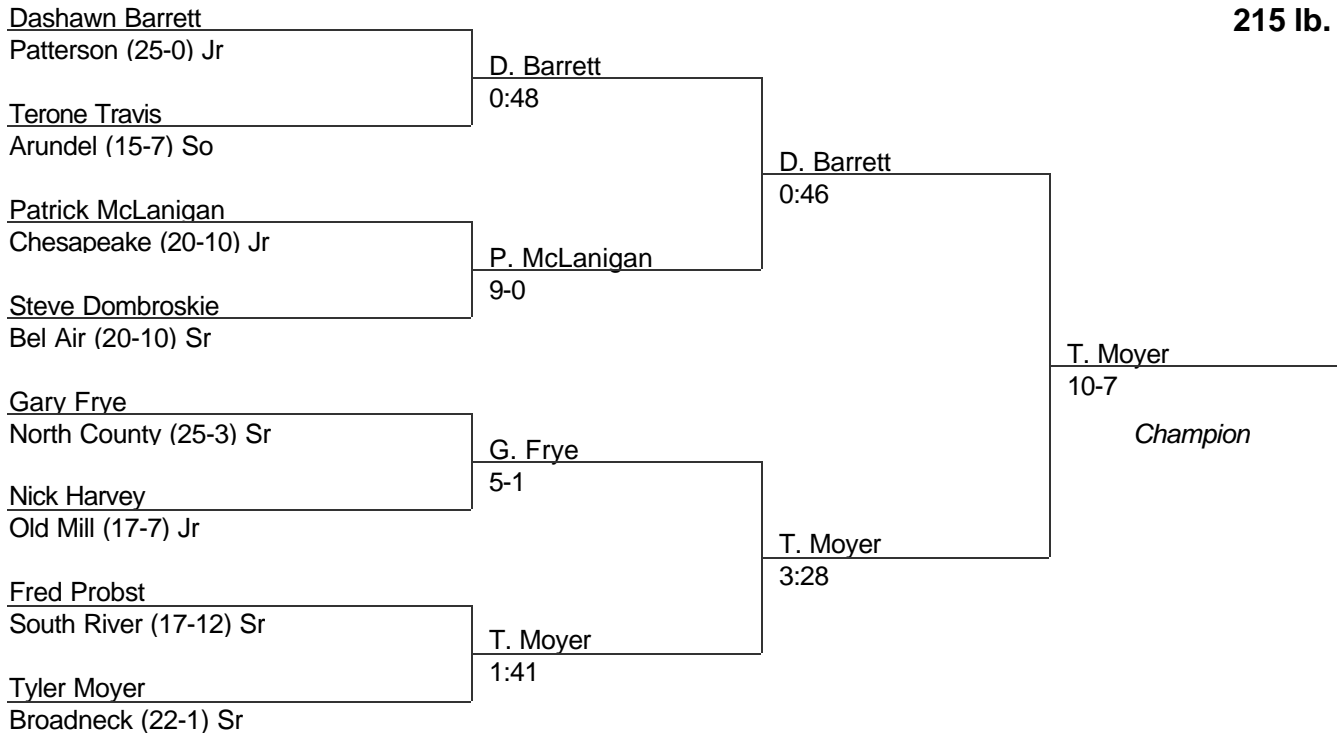 215 lb.
Dashawn Barrett
Patterson (25-0) Jr
D. Barrett
0:48
Terone Travis
Arundel (15-7) So
D. Barrett
0:46
Patrick McLanigan
Chesapeake (20-10) Jr
P. McLanigan
9-0
Steve Dombroskie
Bel Air (20-10) Sr
T. Moyer
10-7
Champion
Gary Frye
North County (25-3) Sr
G. Frye
5-1
Nick Harvey
Old Mill (17-7) Jr
T. Moyer
3:28
Fred Probst
South River (17-12) Sr
T. Moyer
1:41
Tyler Moyer
Broadneck (22-1) Sr